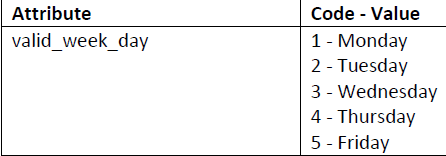 Attribute Code - Value
valid_week_day 1 - Monday
2 - Tuesday
3 - Wednesday
4 - Thursday
5 - Friday